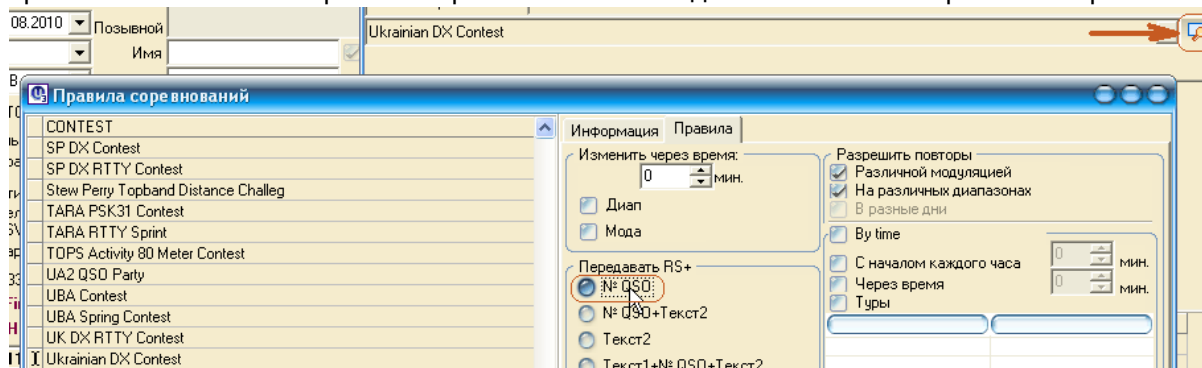 08.2010
Позывной
Имя
Ukrainian DX Contest
Правила соревнований
CONTEST
SP DX Contest
SP DX RTTY Contest
Stew Perry Topband Distance Challeg
TARA PSK31 Contest
TARA RTTY Sprint
TOPS Activity 80 Meter Contest
UA2 QSO Party
UBA Contest
UBA Spring Contest
UK DX RTTY Contest
Ukrainian DX Contest
Информация Правила
Изменить через время:
0 мин.
Диап
Мода
Передавать RS+
№ QSO
№ QSO+Текст2
Текст2
Текст1+№ QSO+Текст2
Разрешить повторы
Различной модуляцией
На различных диапазонах
В разные дни
By time
С началом каждого часа 0 мин.
Через время 0 мин.
Туры